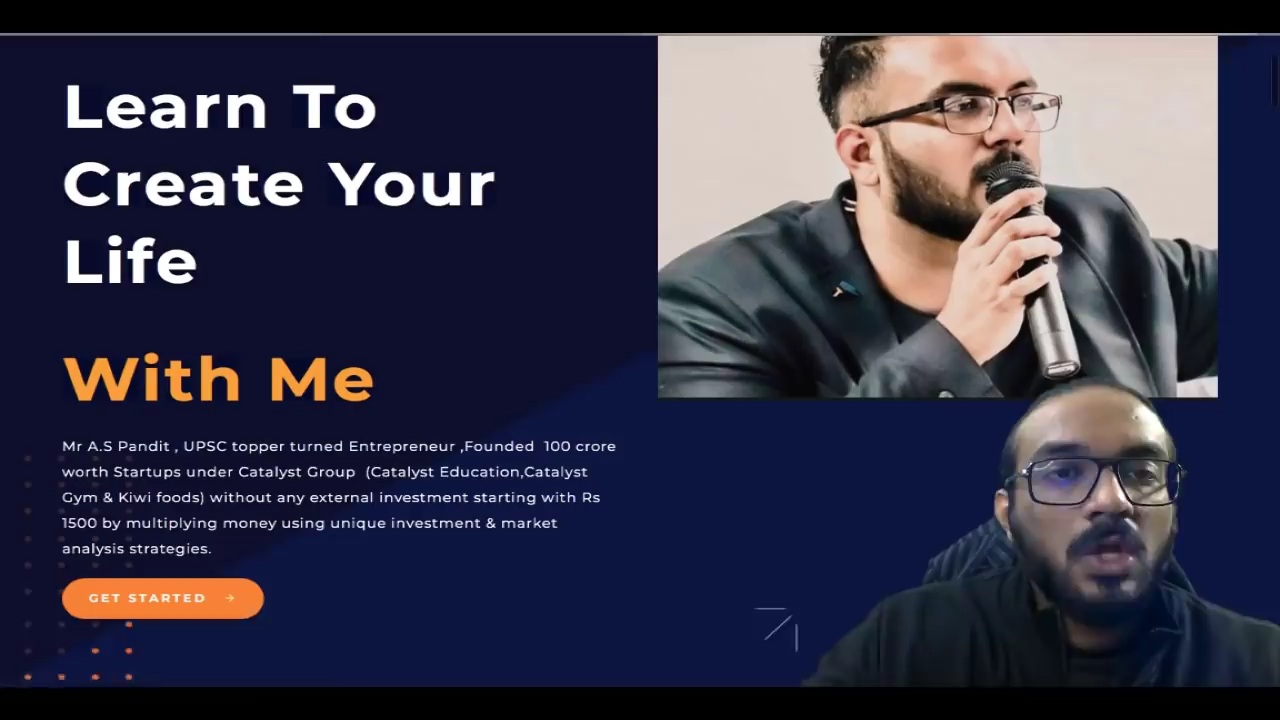 Learn To
Create Your
Life
With Me
Mr A.S Pandit , UPSC topper turned Entrepreneur ,Founded 100 crore
worth Startups under Catalyst Group (Catalyst Education,Catalyst
Gym & Kiwi foods) without any external investment starting with Rs
1500 by multiplying money using unique investment & market
analysis strategies.
GET STARTED →